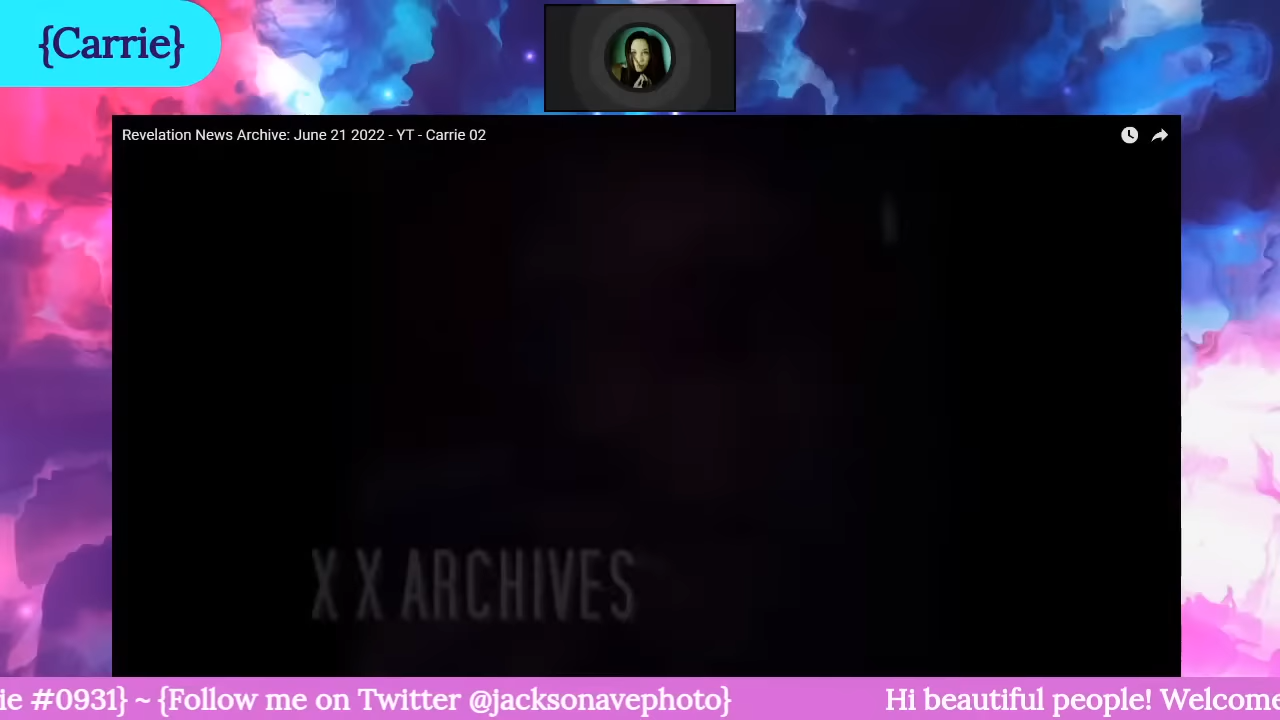 {Carrie}
Revelation News Archive: June 21 2022 - YT - Carrie 02
X X ARCHIVES
ie #0931} ~ {Follow me on Twitter @jacksonavephoto} Hi beautiful people! Welcome